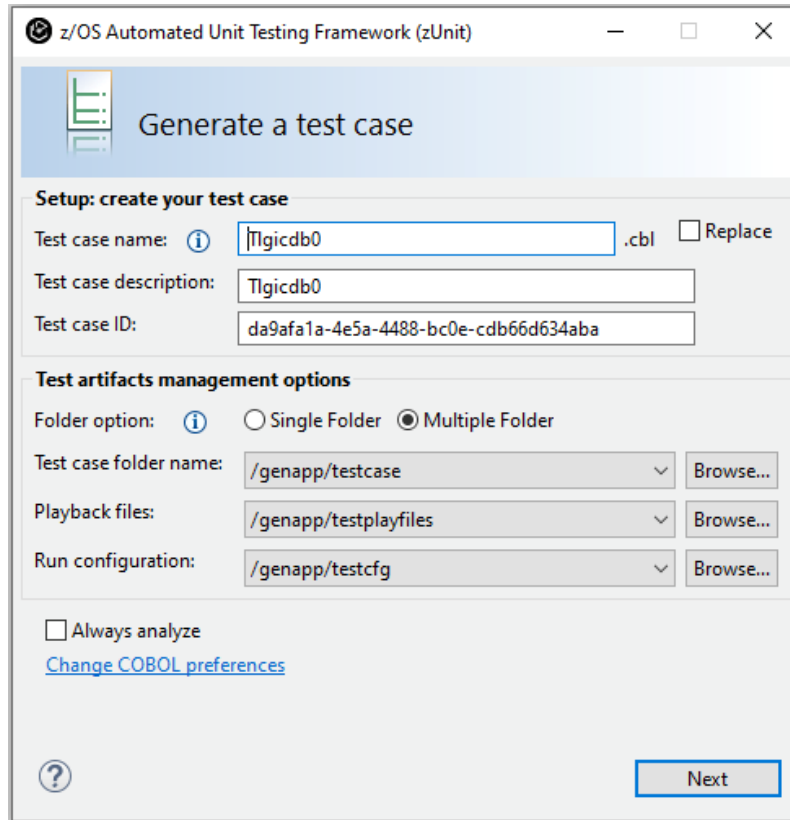 z/OS Automated Unit Testing Framework (zUnit)
Generate a test case
Setup: create your test case
Test case name: Tlgicdb0 .cbl Replace
Test case description: Tlgicdb0
Test case ID: da9afa1a-4e5a-4488-bc0e-cdb66d634aba
Test artifacts management options
Folder option: Single Folder Multiple Folder
Test case folder name: /genapp/testcase Browse...
Playback files: /genapp/testplayfiles Browse...
Run configuration: /genapp/testcfg Browse...
Always analyze
Change COBOL preferences
? Next